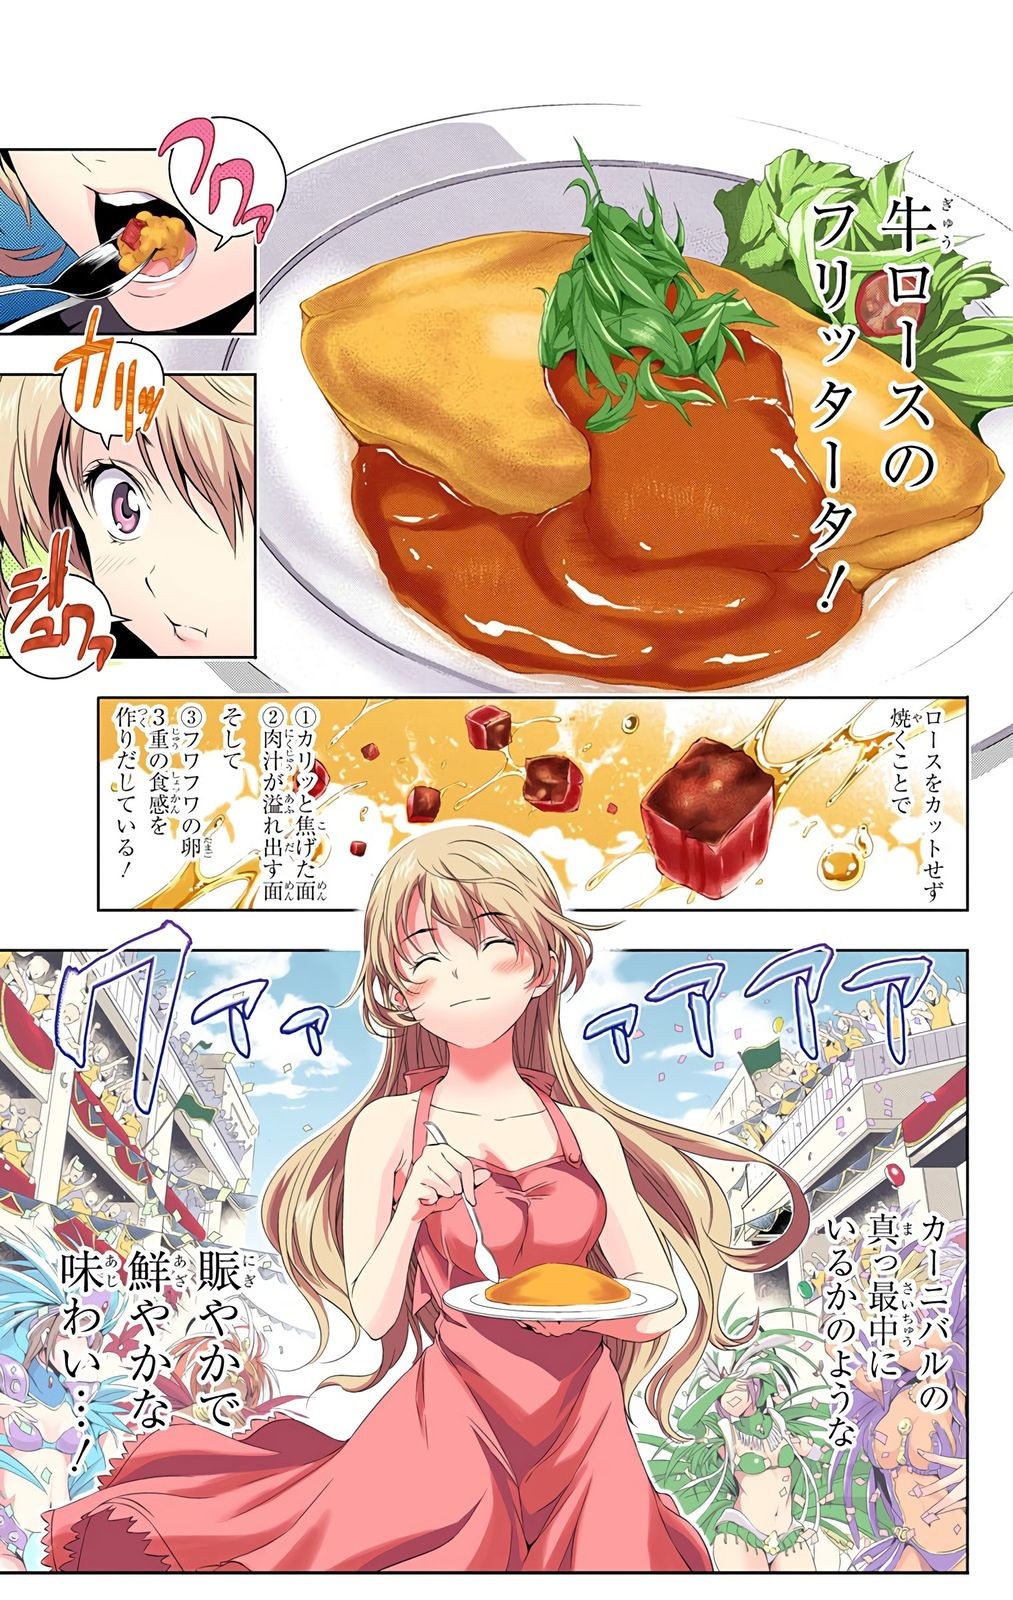 牛ロースの
フリッタータ！
フワフワ
カリッ
ジュワッ
ロースをカットせず
焼くことで
①カリッと焦げた面
②肉汁が溢れ出す面
そして
③フワフワの卵
3重の食感を
作りだしている！
ワァァ
ァアアア
カーニバルの
真っ最中に
いるかのような
賑やかで
鮮やかな
味わい…！